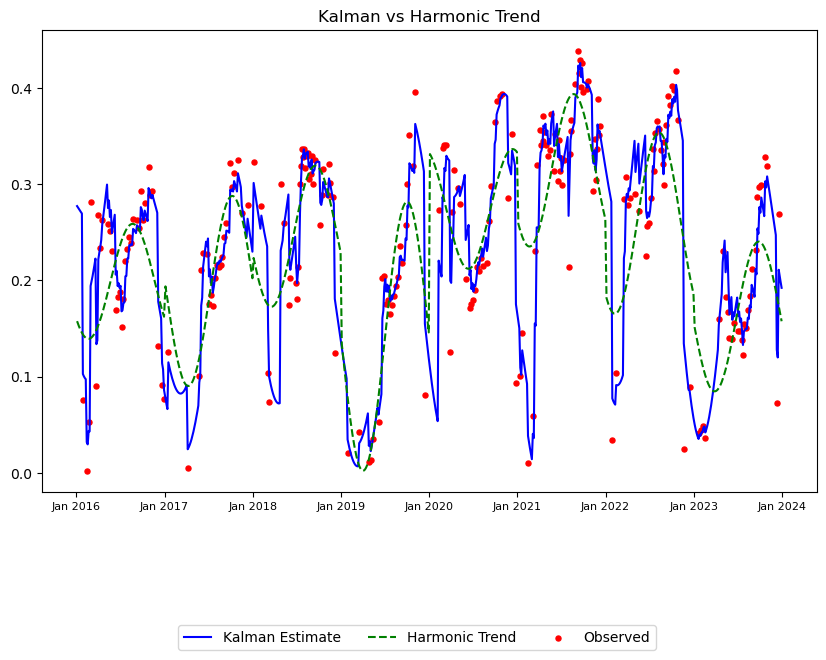 Kalman vs Harmonic Trend
0.4
0.3
0.2
0.1
0.0
Jan 2016 Jan 2017 Jan 2018 Jan 2019 Jan 2020 Jan 2021 Jan 2022 Jan 2023 Jan 2024
Kalman Estimate Harmonic Trend Observed